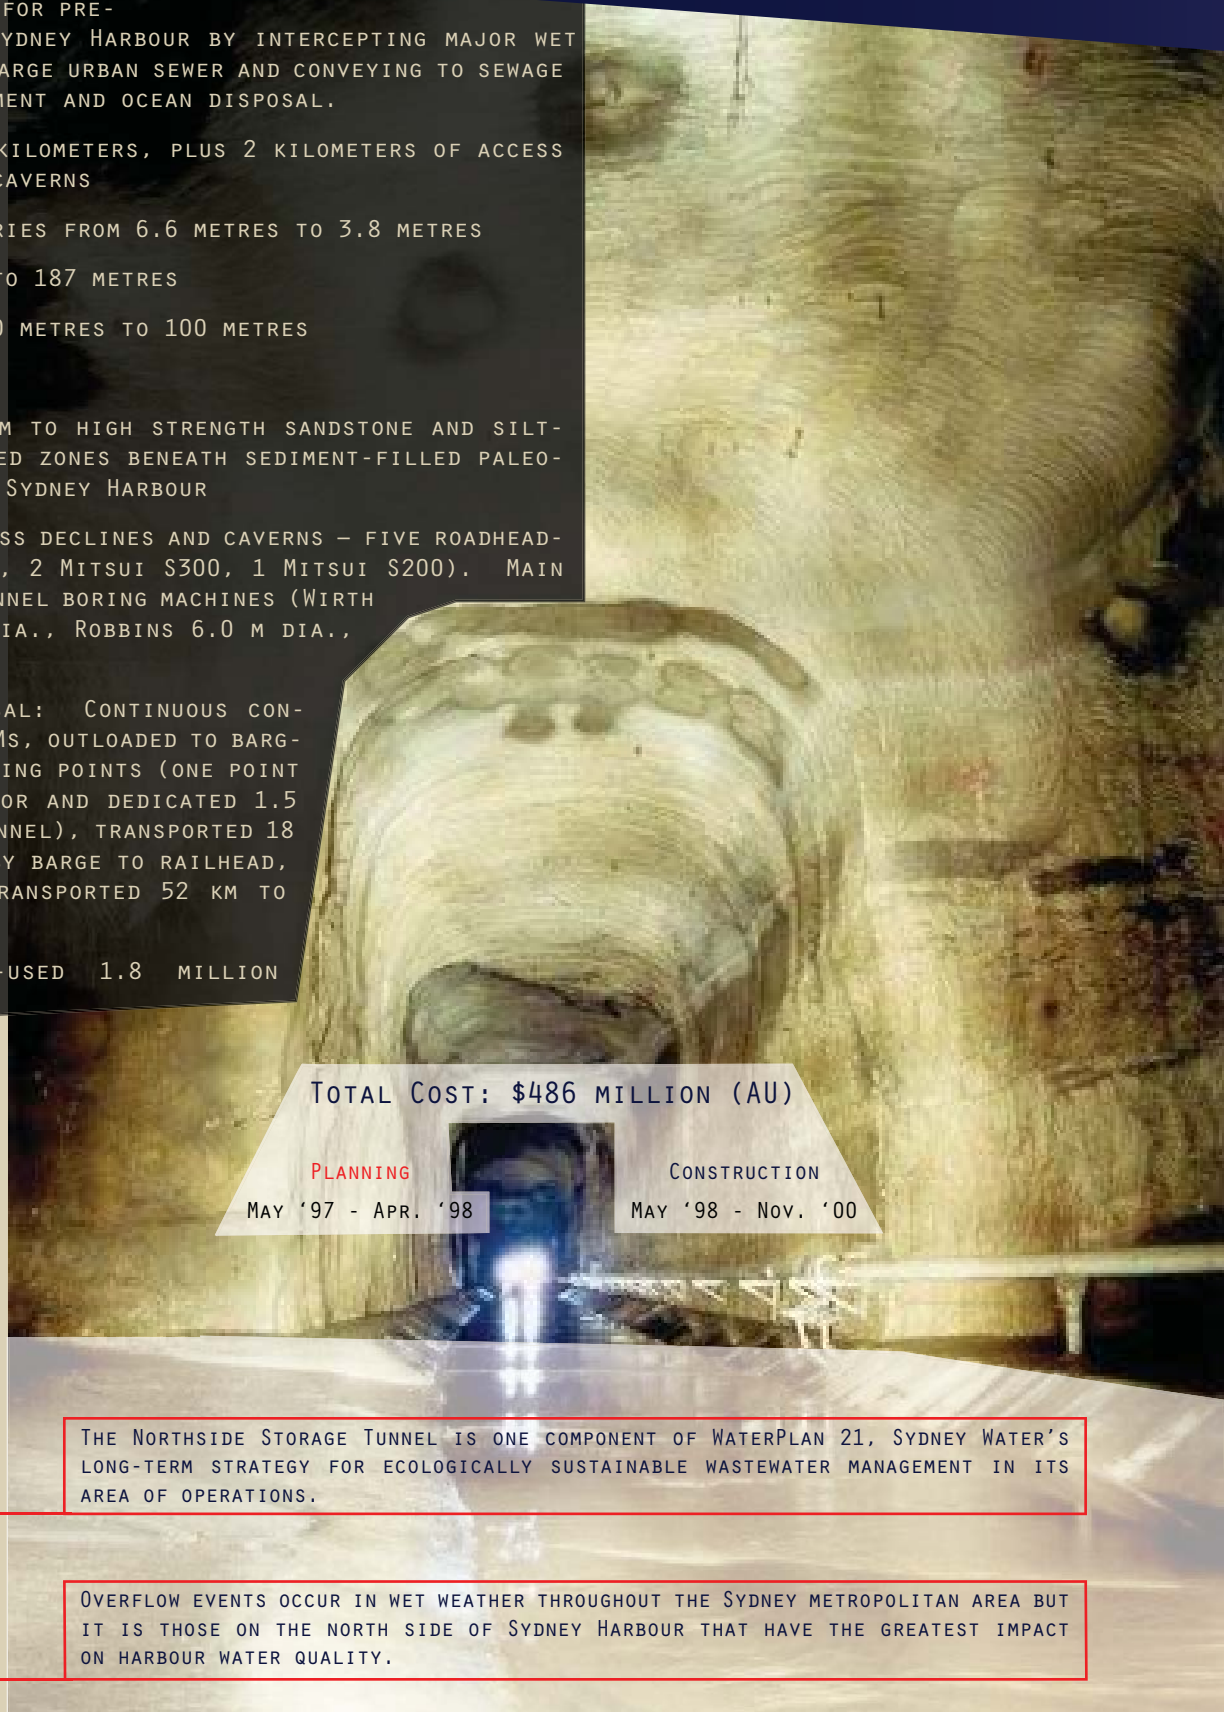 FOR PRE-
YDNEY HARBOUR BY INTERCEPTING MAJOR WET
ARGE URBAN SEWER AND CONVEYING TO SEWAGE
MENT AND OCEAN DISPOSAL.
KILOMETERS, PLUS 2 KILOMETERS OF ACCESS
CAVERNS
RIES FROM 6.6 METRES TO 3.8 METRES
TO 187 METRES
0 METRES TO 100 METRES
M TO HIGH STRENGTH SANDSTONE AND SILT-
ED ZONES BENEATH SEDIMENT-FILLED PALEO-
SYDNEY HARBOUR
SS DECLINES AND CAVERNS – FIVE ROADHEAD-
, 2 MITSUI S300, 1 MITSUI S200). MAIN
NNEL BORING MACHINES (WIRTH
IA., ROBBINS 6.0 M DIA.,
AL: CONTINUOUS CON-
MS, OUTLOADED TO BARG-
ING POINTS (ONE POINT
OR AND DEDICATED 1.5
NNEL), TRANSPORTED 18
Y BARGE TO RAILHEAD,
RANSPORTED 52 KM TO
-USED 1.8 MILLION
TOTAL COST: $486 MILLION (AU)
PLANNING
MAY ‘97 - APR. ‘98
CONSTRUCTION
MAY ‘98 - NOV. ‘00
THE NORTHSIDE STORAGE TUNNEL IS ONE COMPONENT OF WATERPLAN 21, SYDNEY WATER’S
LONG-TERM STRATEGY FOR ECOLOGICALLY SUSTAINABLE WASTEWATER MANAGEMENT IN ITS
AREA OF OPERATIONS.
OVERFLOW EVENTS OCCUR IN WET WEATHER THROUGHOUT THE SYDNEY METROPOLITAN AREA BUT
IT IS THOSE ON THE NORTH SIDE OF SYDNEY HARBOUR THAT HAVE THE GREATEST IMPACT
ON HARBOUR WATER QUALITY.